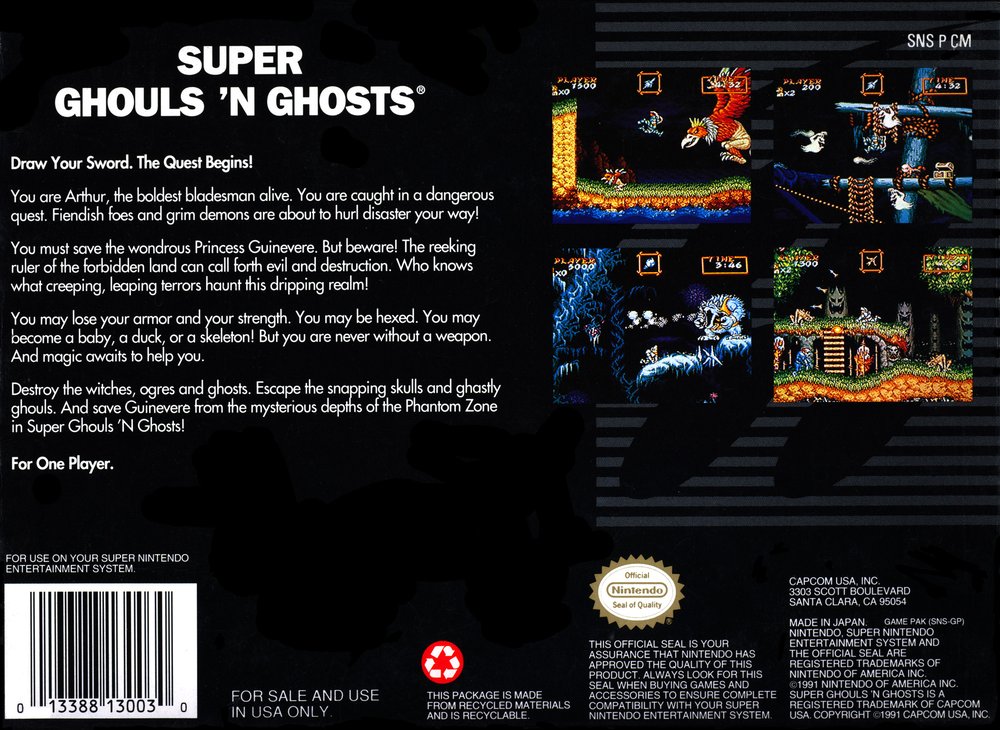 SNS P CM
SUPER
GHOULS 'N GHOSTS®
Draw Your Sword. The Quest Begins!
You are Arthur, the boldest bladesman alive. You are caught in a dangerous
quest. Fiendish foes and grim demons are about to hurl disaster your way!
You must save the wondrous Princess Guinevere. But beware! The reeking
ruler of the forbidden land can call forth evil and destruction. Who knows
what creeping, leaping terrors haunt this dripping realm!
You may lose your armor and your strength. You may be hexed. You may
become a baby, a duck, or a skeleton! But you are never without a weapon.
And magic awaits to help you.
Destroy the witches, ogres and ghosts. Escape the snapping skulls and ghastly
ghouls. And save Guinevere from the mysterious depths of the Phantom Zone
in Super Ghouls 'N Ghosts!
For One Player.
PLAYER
x0 1500
TIME
PLAYER
x2 200
TIME
4:32
PLAYER
x0 5000
TIME
3:46
FOR USE ON YOUR SUPER NINTENDO
ENTERTAINMENT SYSTEM.
0 13388 13003 0
FOR SALE AND USE
IN USA ONLY.
THIS PACKAGE IS MADE
FROM RECYCLED MATERIALS
AND IS RECYCLABLE.
Official
Nintendo
Seal of Quality
®
THIS OFFICIAL SEAL IS YOUR
ASSURANCE THAT NINTENDO HAS
APPROVED THE QUALITY OF THIS
PRODUCT. ALWAYS LOOK FOR THIS
SEAL WHEN BUYING GAMES AND
ACCESSORIES TO ENSURE COMPLETE
COMPATIBILITY WITH YOUR SUPER
NINTENDO ENTERTAINMENT SYSTEM.
CAPCOM USA, INC.
3303 SCOTT BOULEVARD
SANTA CLARA, CA 95054
MADE IN JAPAN. GAME PAK (SNS-GP)
NINTENDO, SUPER NINTENDO
ENTERTAINMENT SYSTEM AND
THE OFFICIAL SEAL ARE
REGISTERED TRADEMARKS OF
NINTENDO OF AMERICA INC.
©1991 NINTENDO OF AMERICA INC.
SUPER GHOULS 'N GHOSTS IS A
REGISTERED TRADEMARK OF CAPCOM
USA. COPYRIGHT ©1991 CAPCOM USA, INC.